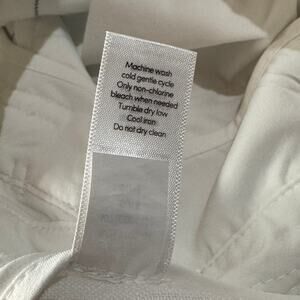 Machine wash
cold gentle cycle
Only non-chlorine
bleach when needed
Tumble dry low
Cool iron
Do not dry clean